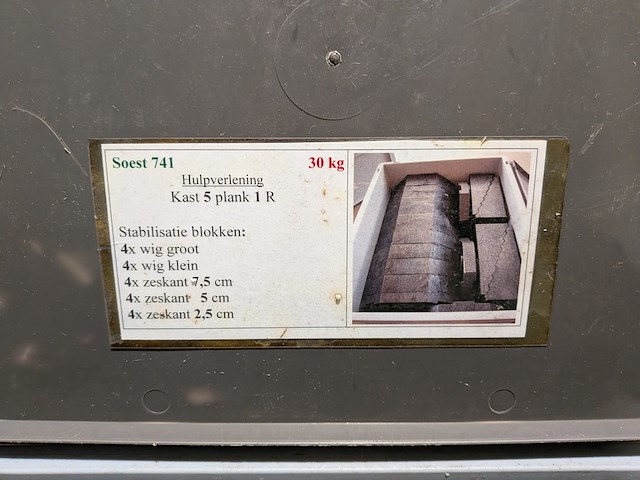 Soest 741 30 kg
Hulpverlening
Kast 5 plank 1 R
Stabilisatie blokken:
4x wig groot
4x wig klein
4x zeskant 7,5 cm
4x zeskant 5 cm
4x zeskant 2,5 cm